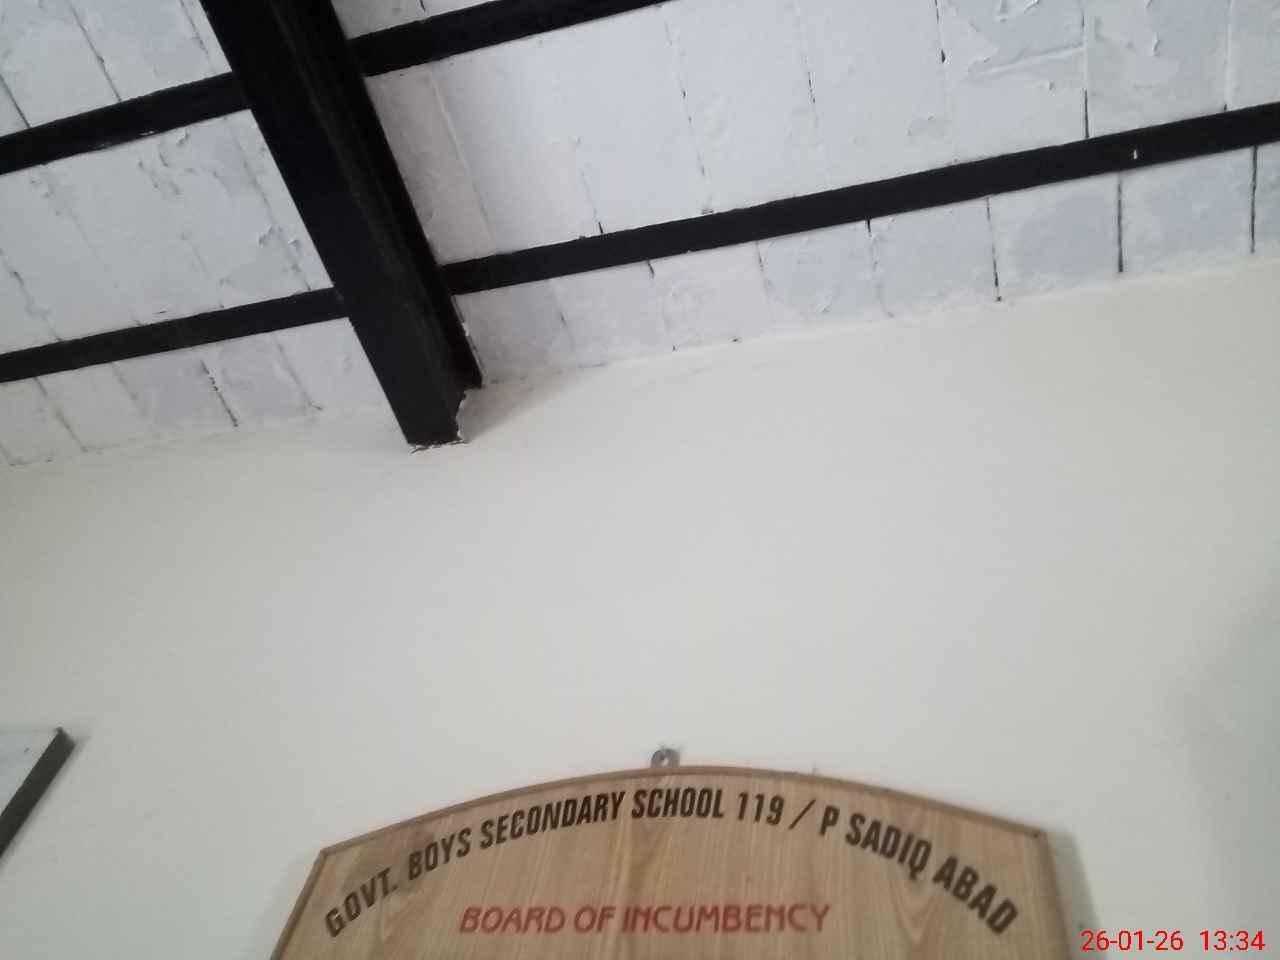 GOVT. BOYS SECONDARY SCHOOL 119 / P SADIQ ABAD
BOARD OF INCUMBENCY
26-01-26 13:34